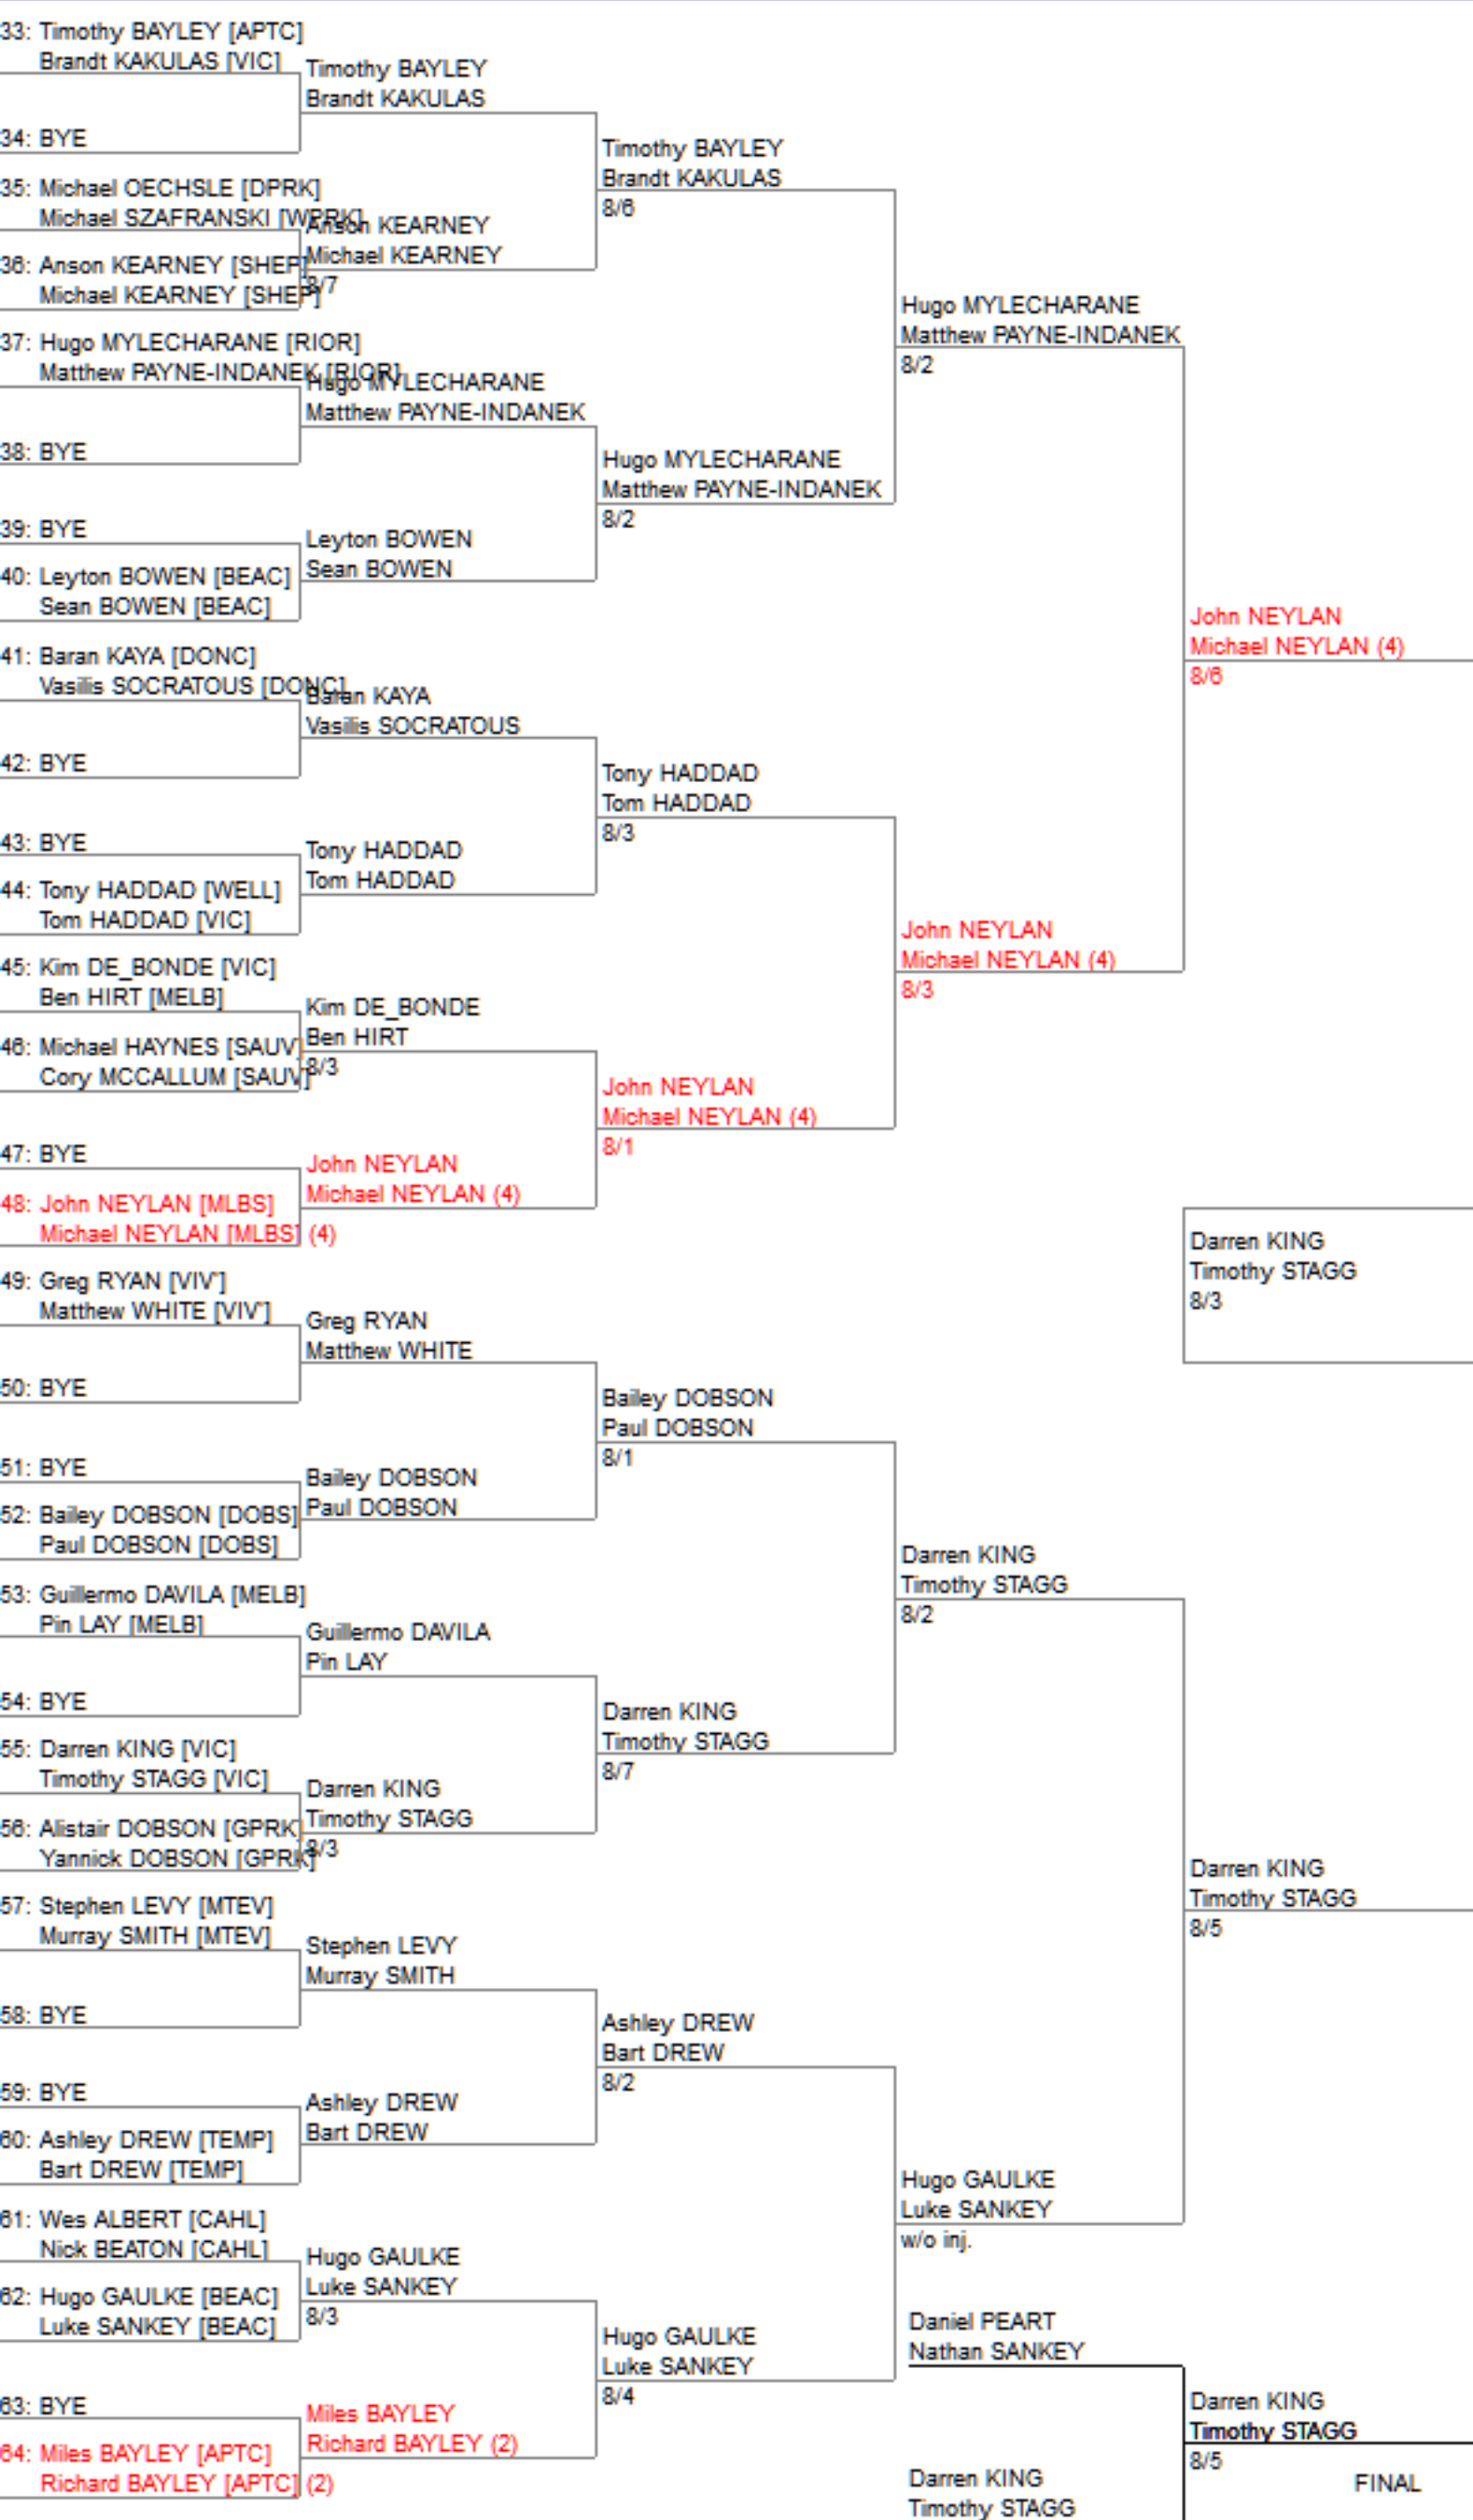 33: Timothy BAYLEY [APTC]
Brandt KAKULAS [VIC]
34: BYE
35: Michael OECHSLE [DPRK]
Michael SZAFRANSKI [WPRK]
36: Anson KEARNEY [SHEP]
Michael KEARNEY [SHEP]
37: Hugo MYLECHARANE [RIOR]
Matthew PAYNE-INDANEK [RIOR]
38: BYE
39: BYE
40: Leyton BOWEN [BEAC]
Sean BOWEN [BEAC]
41: Baran KAYA [DONC]
Vasilis SOCRATOUS [DONC]
42: BYE
43: BYE
44: Tony HADDAD [WELL]
Tom HADDAD [VIC]
45: Kim DE_BONDE [VIC]
Ben HIRT [MELB]
46: Michael HAYNES [SAUV]
Cory MCCALLUM [SAUV]
47: BYE
48: John NEYLAN [MLBS]
Michael NEYLAN [MLBS] (4)
49: Greg RYAN [VIV']
Matthew WHITE [VIV']
50: BYE
51: BYE
52: Bailey DOBSON [DOBS]
Paul DOBSON [DOBS]
53: Guillermo DAVILA [MELB]
Pin LAY [MELB]
54: BYE
55: Darren KING [VIC]
Timothy STAGG [VIC]
56: Alistair DOBSON [GPRK]
Yannick DOBSON [GPRK]
57: Stephen LEVY [MTEV]
Murray SMITH [MTEV]
58: BYE
59: BYE
60: Ashley DREW [TEMP]
Bart DREW [TEMP]
61: Wes ALBERT [CAHL]
Nick BEATON [CAHL]
62: Hugo GAULKE [BEAC]
Luke SANKEY [BEAC]
63: BYE
64: Miles BAYLEY [APTC]
Richard BAYLEY [APTC] (2)
Timothy BAYLEY
Brandt KAKULAS
Anson KEARNEY
Michael KEARNEY
8/7
Hugo MYLECHARANE
Matthew PAYNE-INDANEK
Leyton BOWEN
Sean BOWEN
Baran KAYA
Vasilis SOCRATOUS
Tony HADDAD
Tom HADDAD
Kim DE_BONDE
Ben HIRT
8/3
John NEYLAN
Michael NEYLAN (4)
Greg RYAN
Matthew WHITE
Bailey DOBSON
Paul DOBSON
Guillermo DAVILA
Pin LAY
Darren KING
Timothy STAGG
8/3
Stephen LEVY
Murray SMITH
Ashley DREW
Bart DREW
Hugo GAULKE
Luke SANKEY
8/3
Miles BAYLEY
Richard BAYLEY (2)
Timothy BAYLEY
Brandt KAKULAS
8/6
Hugo MYLECHARANE
Matthew PAYNE-INDANEK
8/2
Tony HADDAD
Tom HADDAD
8/3
John NEYLAN
Michael NEYLAN (4)
8/1
Bailey DOBSON
Paul DOBSON
8/1
Darren KING
Timothy STAGG
8/7
Ashley DREW
Bart DREW
8/2
Hugo GAULKE
Luke SANKEY
8/4
Hugo MYLECHARANE
Matthew PAYNE-INDANEK
8/2
John NEYLAN
Michael NEYLAN (4)
8/3
Darren KING
Timothy STAGG
8/2
Hugo GAULKE
Luke SANKEY
w/o inj.
Daniel PEART
Nathan SANKEY
Darren KING
Timothy STAGG
John NEYLAN
Michael NEYLAN (4)
8/6
Darren KING
Timothy STAGG
8/3
Darren KING
Timothy STAGG
8/5
Darren KING
Timothy STAGG
8/5
FINAL